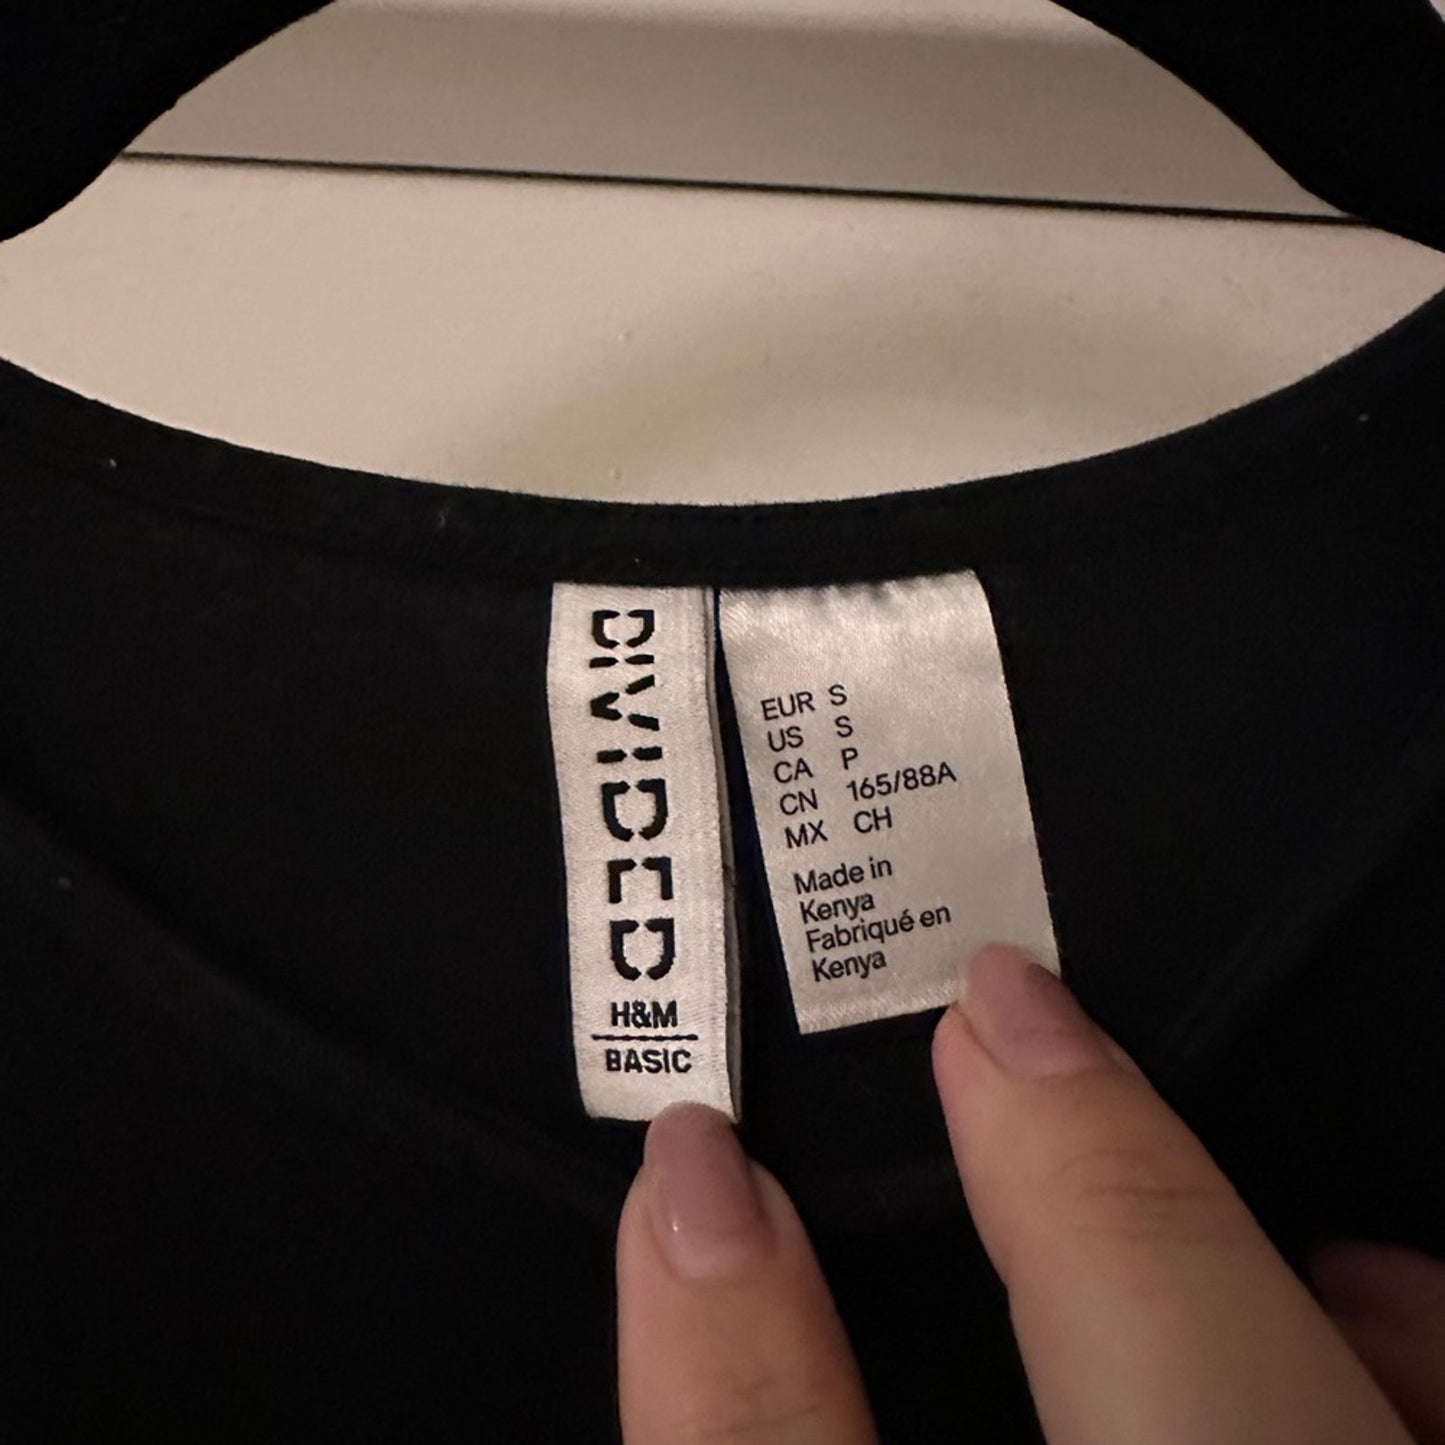 DIVIDED
H&M
BASIC
EUR S
US S
CA P
CN 165/88A
MX CH
Made in
Kenya
Fabriqué en
Kenya